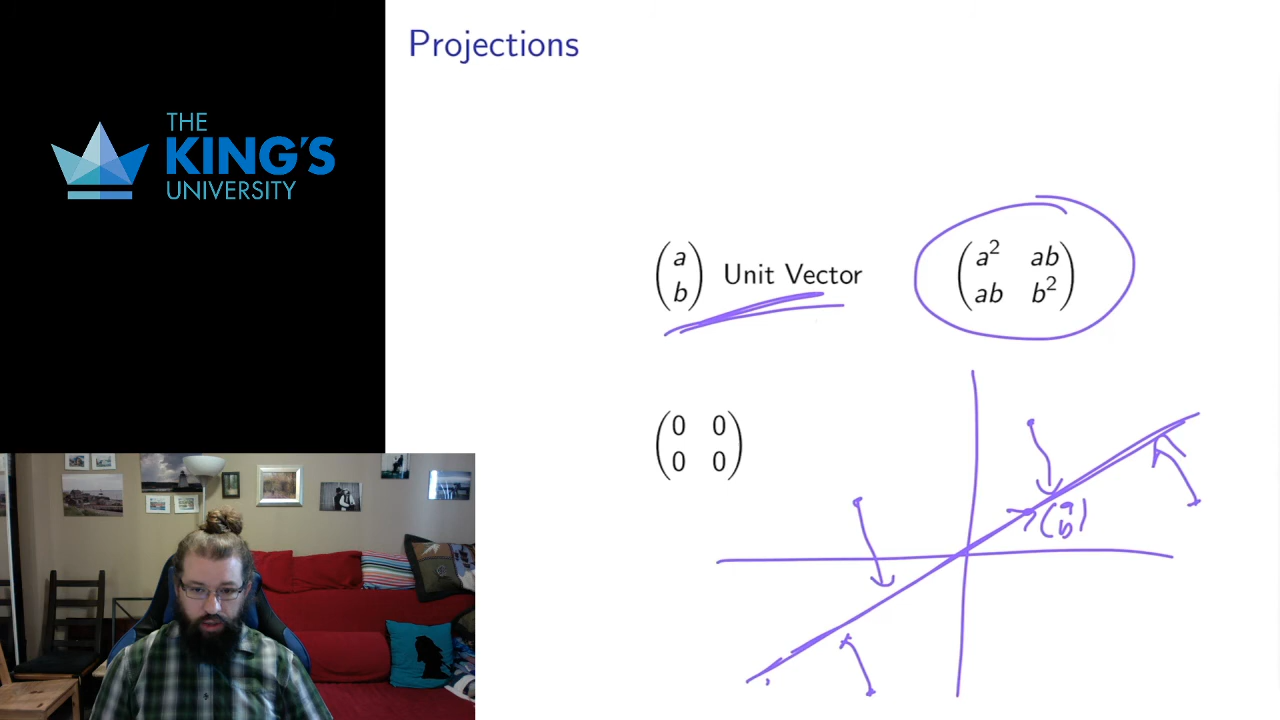 THE
KING'S
UNIVERSITY
Projections
(a b) Unit Vector (a² ab ab b²)
(0 0 0 0)
(a b)